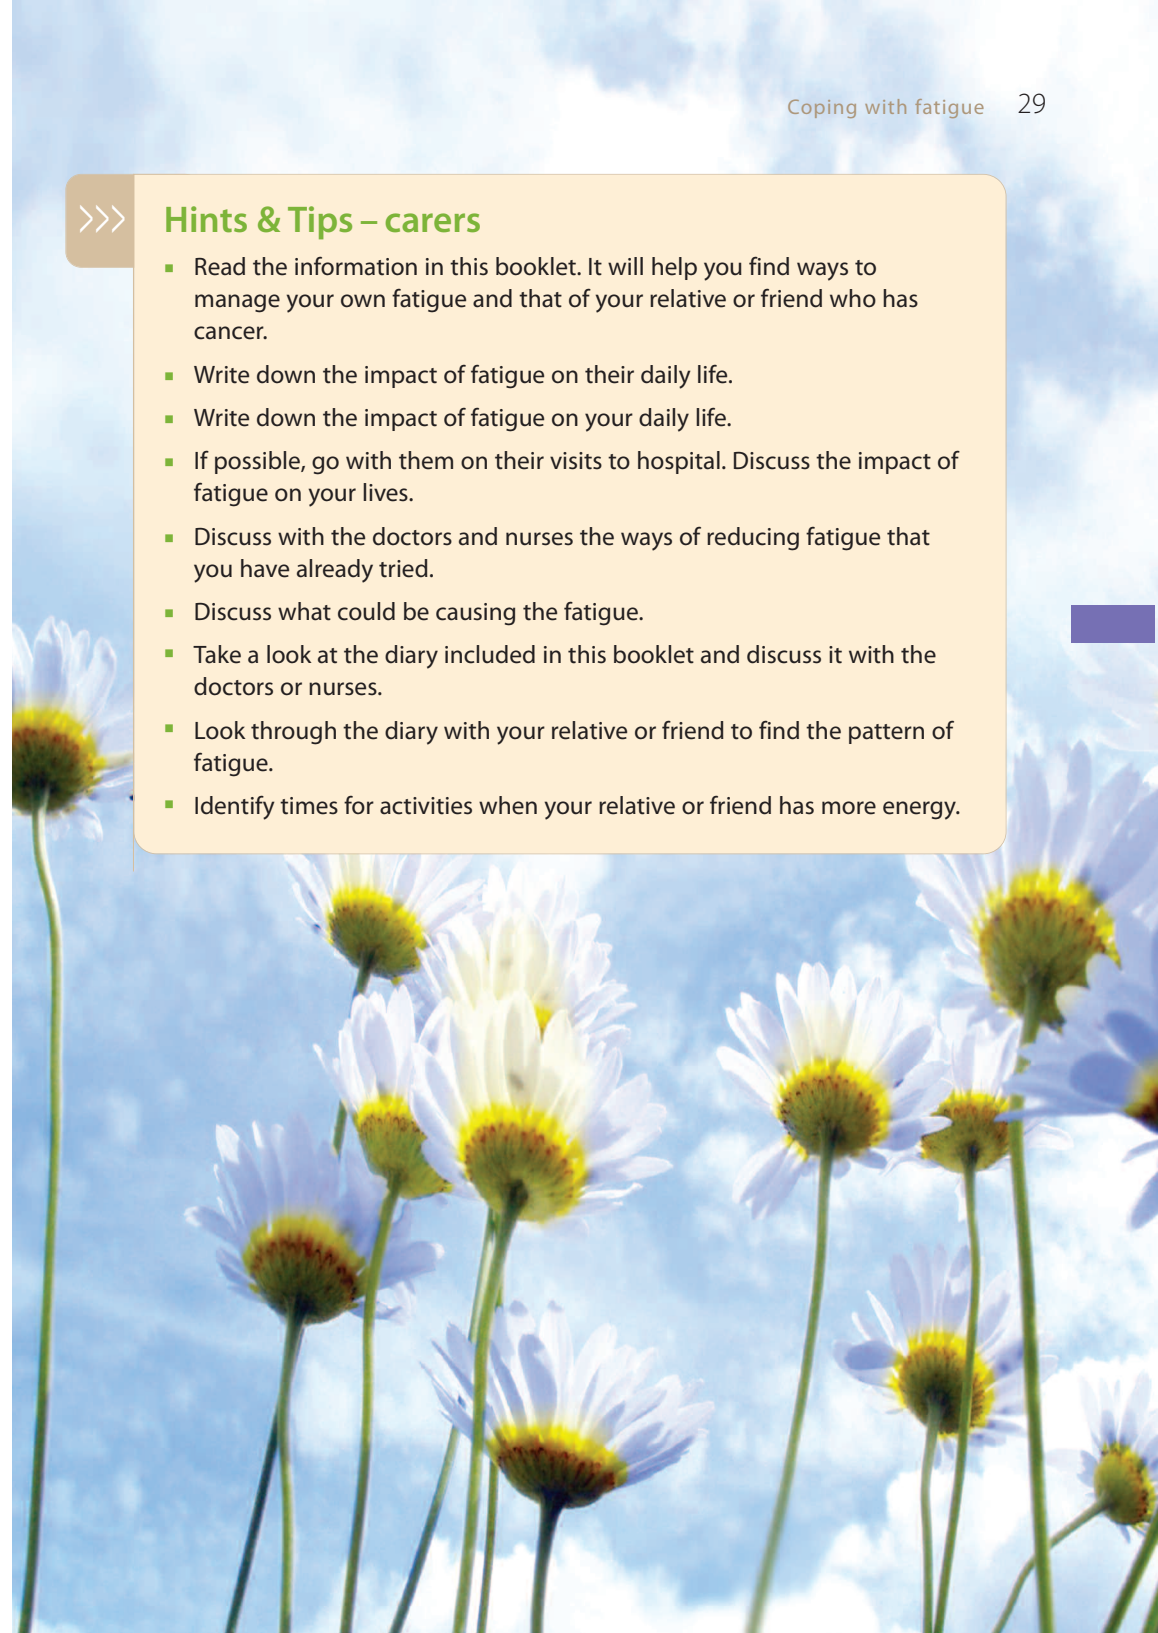 Coping with fatigue 29
>>>
Hints & Tips – carers
▪ Read the information in this booklet. It will help you find ways to
manage your own fatigue and that of your relative or friend who has
cancer.
▪ Write down the impact of fatigue on their daily life.
▪ Write down the impact of fatigue on your daily life.
▪ If possible, go with them on their visits to hospital. Discuss the impact of
fatigue on your lives.
▪ Discuss with the doctors and nurses the ways of reducing fatigue that
you have already tried.
▪ Discuss what could be causing the fatigue.
▪ Take a look at the diary included in this booklet and discuss it with the
doctors or nurses.
▪ Look through the diary with your relative or friend to find the pattern of
fatigue.
▪ Identify times for activities when your relative or friend has more energy.